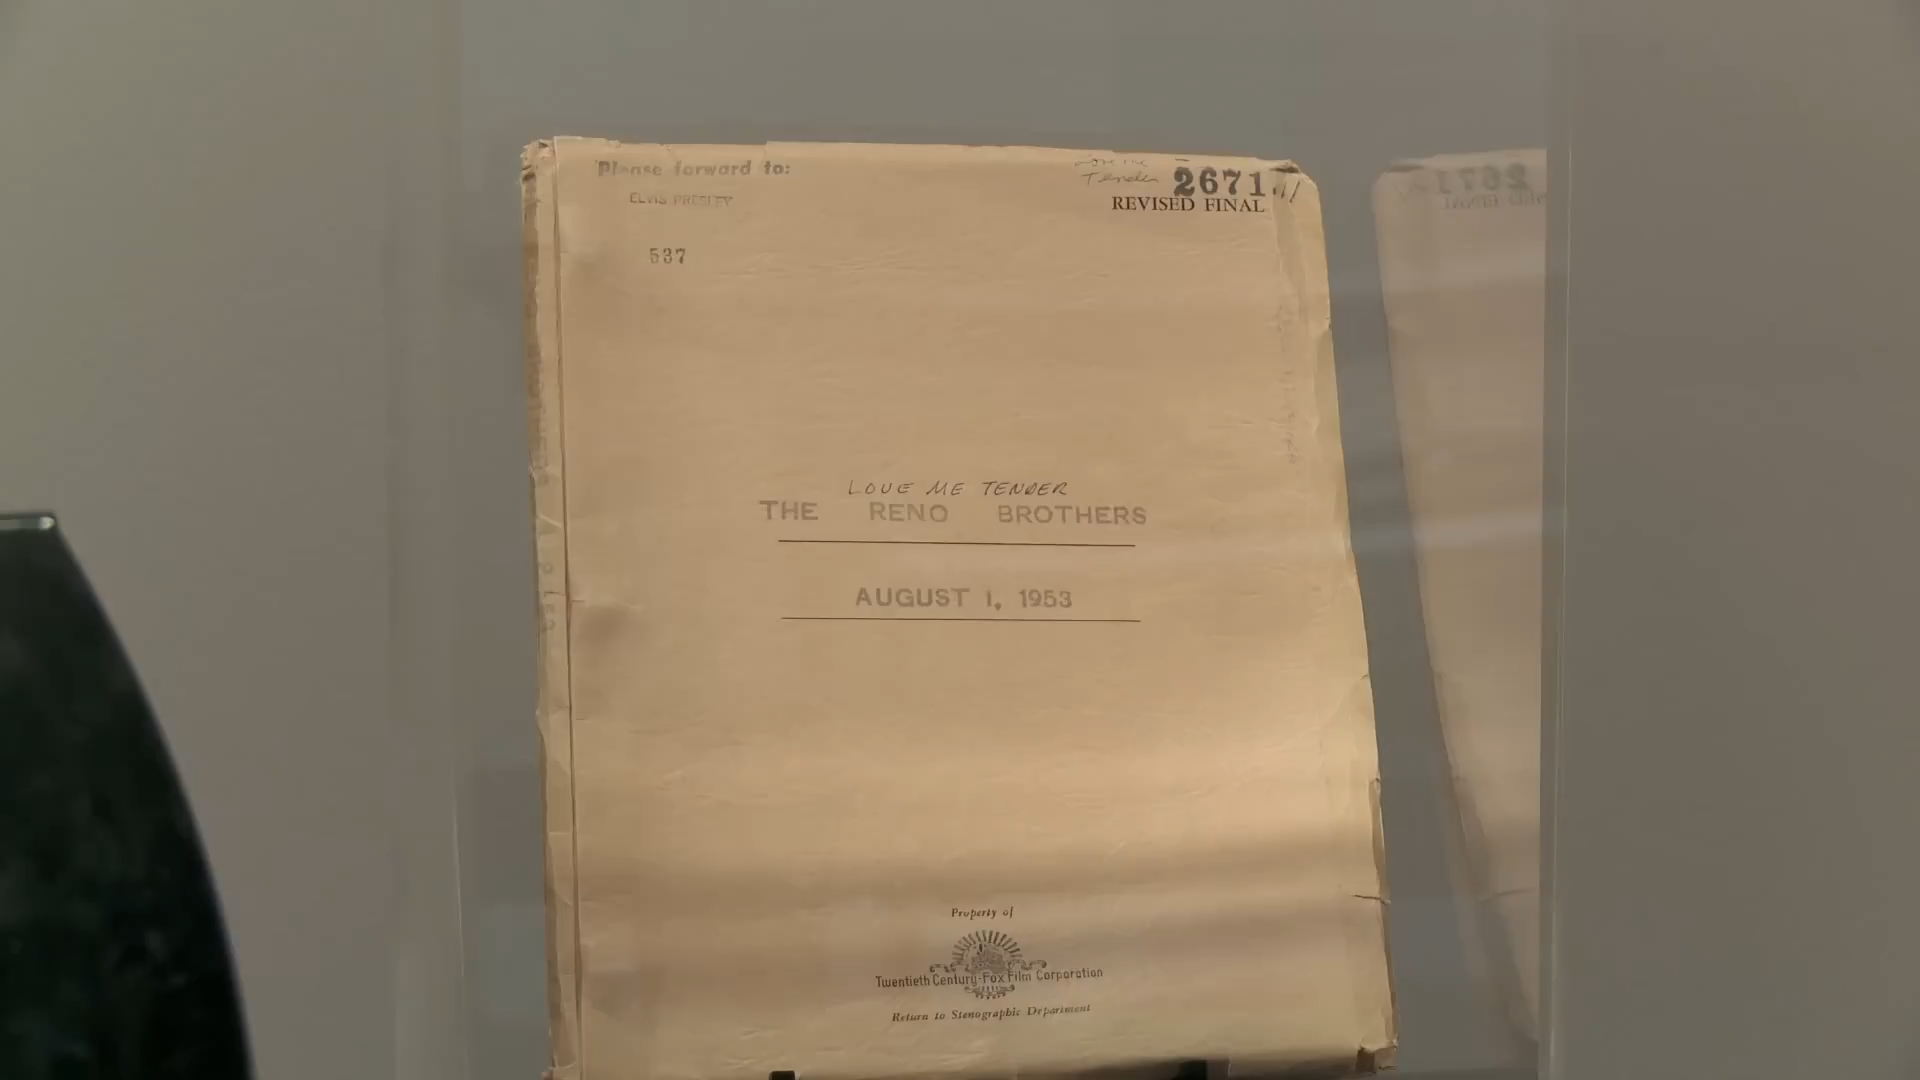 Please forward to:
ELVIS PRESLEY
537
Love Me
Tender
2671
REVISED FINAL
LOVE ME TENDER
THE RENO BROTHERS
AUGUST 1, 1953
Property of
Twentieth Century-Fox Film Corporation
Return to Stenographic Department